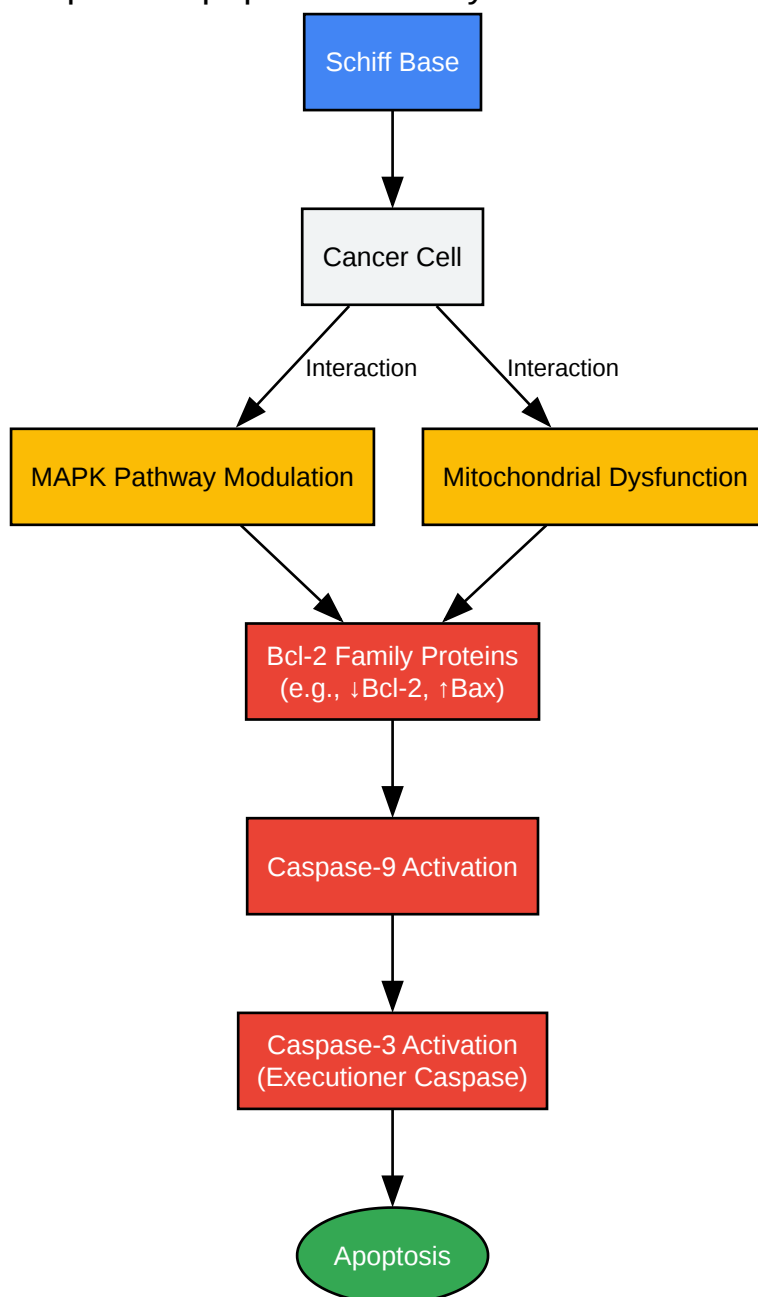 Schiff Base
Cancer Cell
Interaction
Interaction
MAPK Pathway Modulation
Mitochondrial Dysfunction
Bcl-2 Family Proteins
(e.g., ↓Bcl-2, ↑Bax)
Caspase-9 Activation
Caspase-3 Activation
(Executioner Caspase)
Apoptosis